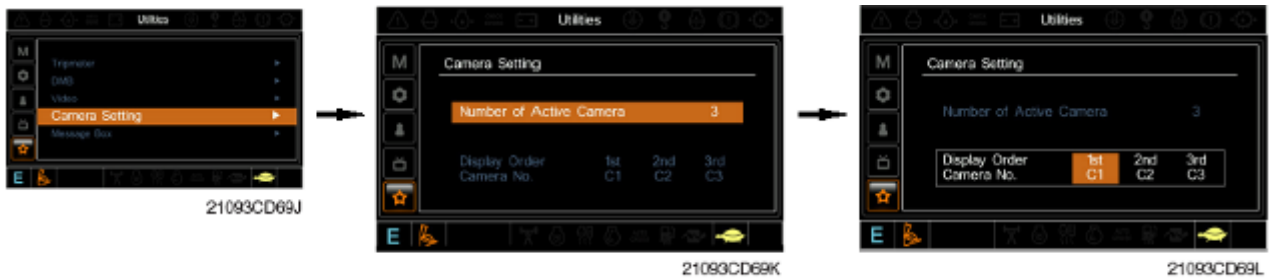 Utilities
M
Tripmeter
DMB
Video
Camera Setting
Message Box
E
21093CD69J
Utilities
M
Camera Setting
Number of Active Camera 3
Display Order 1st 2nd 3rd
Camera No. C1 C2 C3
E
21093CD69K
Utilities
M
Camera Setting
Number of Active Camera 3
Display Order 1st 2nd 3rd
Camera No. C1 C2 C3
E
21093CD69L